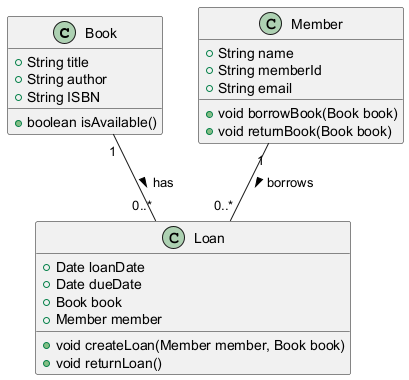 C Book
String title
String author
String ISBN
boolean isAvailable()
C Member
String name
String memberId
String email
void borrowBook(Book book)
void returnBook(Book book)
1
1
has
borrows
0..*
0..*
C Loan
Date loanDate
Date dueDate
Book book
Member member
void createLoan(Member member, Book book)
void returnLoan()